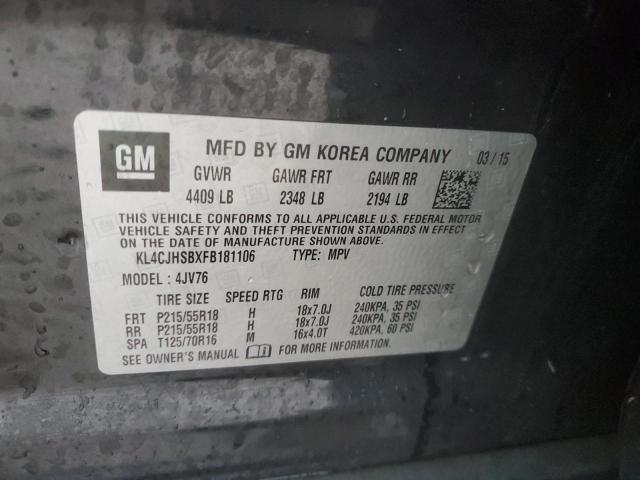 GM
MFD BY GM KOREA COMPANY 03 / 15
GVWR GAWR FRT GAWR RR
4409 LB 2348 LB 2194 LB
THIS VEHICLE CONFORMS TO ALL APPLICABLE U.S. FEDERAL MOTOR
VEHICLE SAFETY AND THEFT PREVENTION STANDARDS IN EFFECT
ON THE DATE OF MANUFACTURE SHOWN ABOVE.
KL4CJHSBXFB181106 TYPE: MPV
MODEL : 4JV76
TIRE SIZE SPEED RTG RIM COLD TIRE PRESSURE
FRT P215/55R18 H 18x7.0J 240KPA, 35 PSI
RR P215/55R18 H 18x7.0J 240KPA, 35 PSI
SPA T125/70R16 M 16x4.0T 420KPA, 60 PSI
SEE OWNER'S MANUAL FOR MORE INFORMATION.